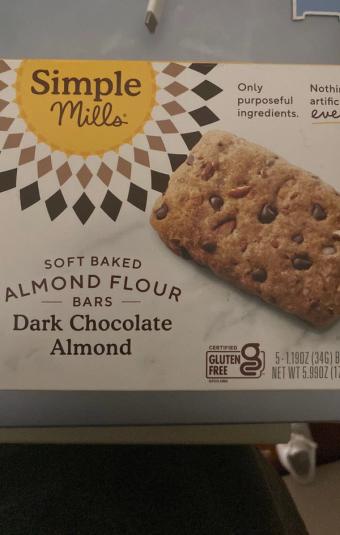 Simple
Mills®
Only
purposeful
ingredients.
SOFT BAKED
ALMOND FLOUR
BARS
Dark Chocolate
Almond
CERTIFIED
GLUTEN
FREE
5 - 1.19OZ (34G) B
NET WT 5.99OZ (17